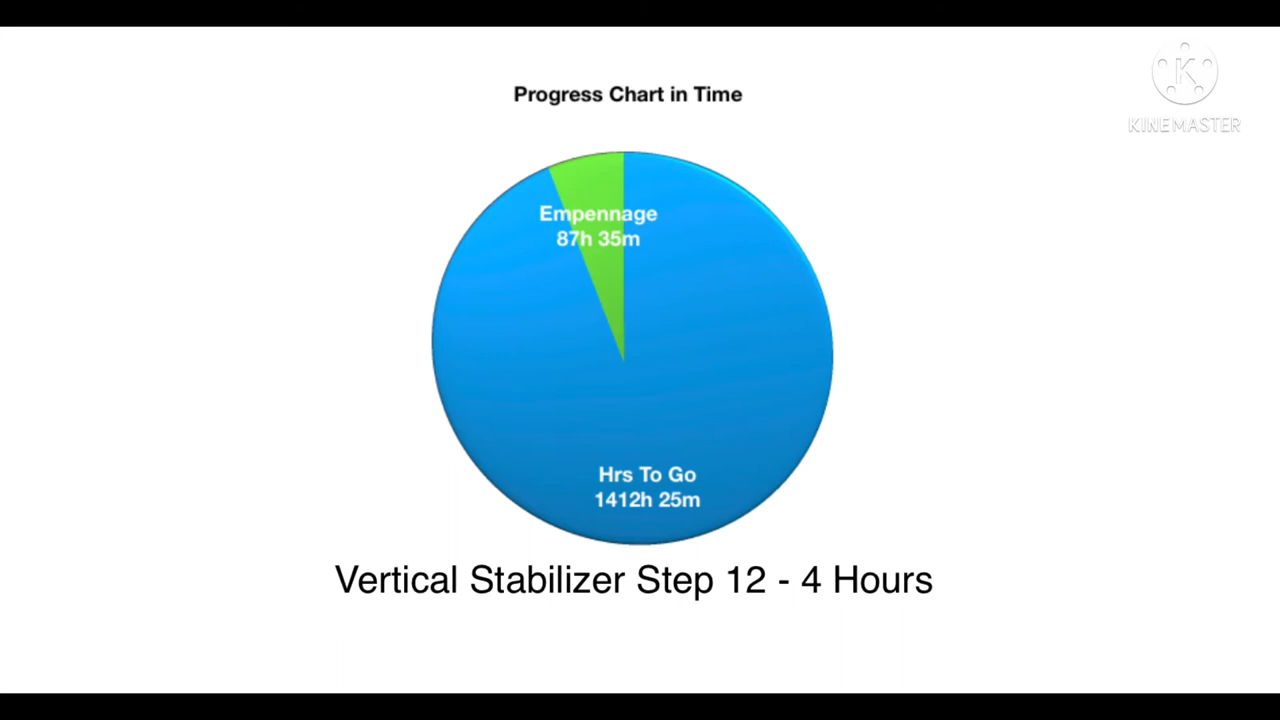 Progress Chart in Time
K
KINEMASTER
Empennage
87h 35m
Hrs To Go
1412h 25m
Vertical Stabilizer Step 12 - 4 Hours